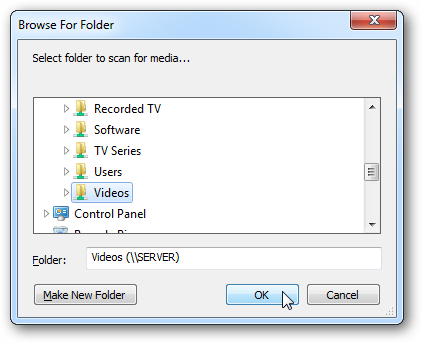 Browse For Folder
Select folder to scan for media...
Recorded TV
Software
TV Series
Users
Videos
Control Panel
Folder:
Videos (\\SERVER)
Make New Folder
OK
Cancel